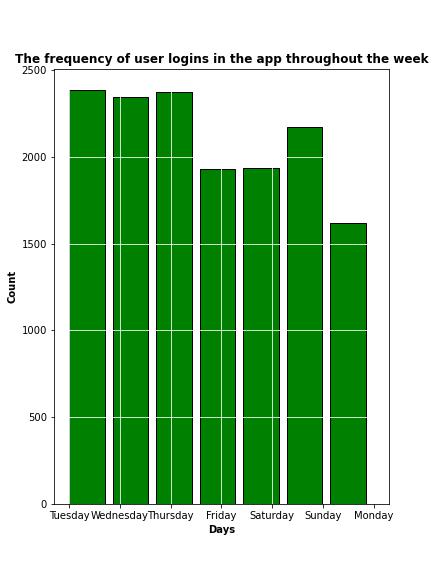 The frequency of user logins in the app throughout the week
2500
2000
1500
1000
500
0
Count
Tuesday Wednesday Thursday Friday Saturday Sunday Monday
Days